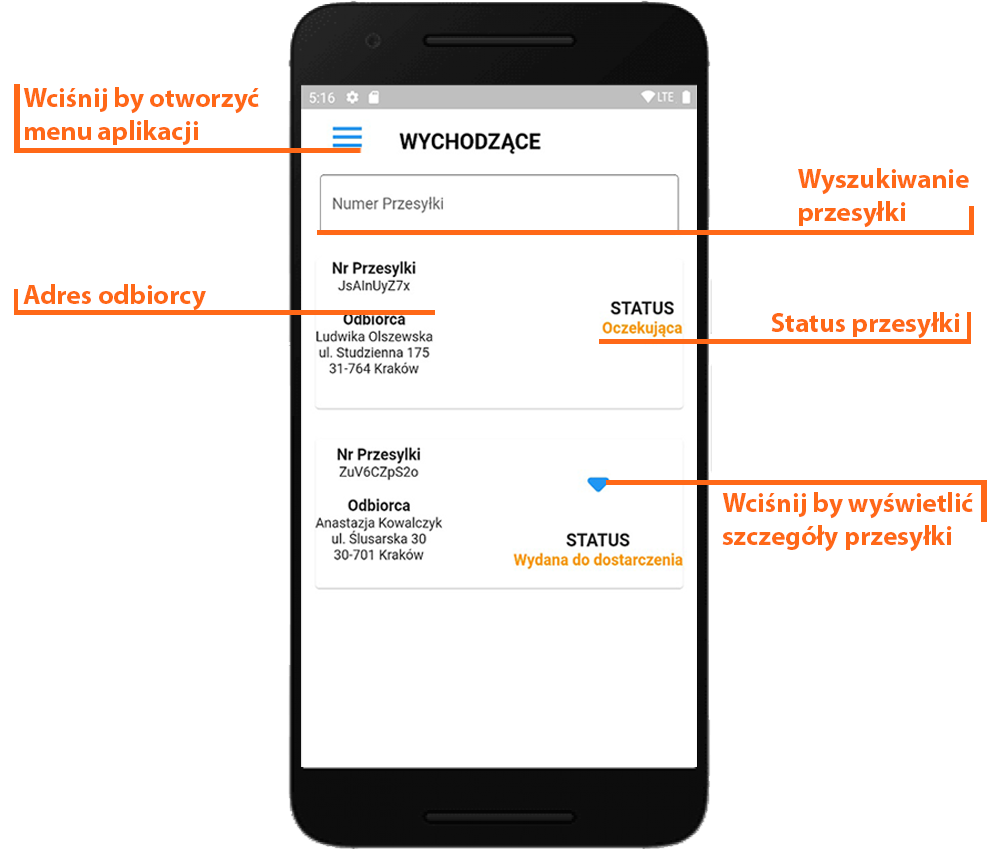 Wciśnij by otworzyć
menu aplikacji
5:16
LTE
WYCHODZĄCE
Wyszukiwanie
przesyłki
Numer Przesyłki
Nr Przesylki
JsAlnUyZ7x
Adres odbiorcy
Odbiorca
Ludwika Olszewska
ul. Studzienna 175
31-764 Kraków
STATUS
Oczekująca
Status przesyłki
Nr Przesylki
ZuV6CZpS2o
Odbiorca
Anastazja Kowalczyk
ul. Ślusarska 30
30-701 Kraków
Wciśnij by wyświetlić
szczegóły przesyłki
STATUS
Wydana do dostarczenia